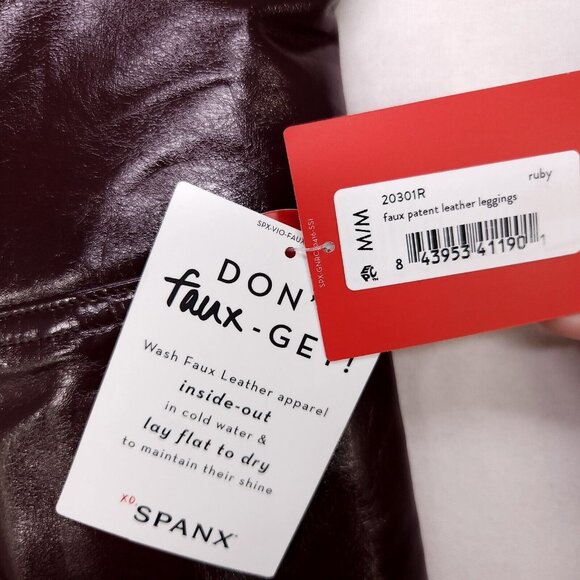 ruby
20301R
faux patent leather leggings
M/M
8 43953 41190 1
DON'T
faux-GET!
Wash Faux Leather apparel
inside-out
in cold water &
lay flat to dry
to maintain their shine
xo
SPANX